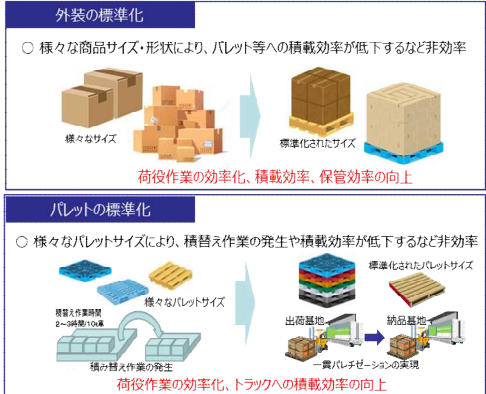 外装の標準化
○ 様々な商品サイズ・形状により、パレット等への積載効率が低下するなど非効率
様々なサイズ
標準化されたサイズ
荷役作業の効率化、積載効率、保管効率の向上
パレットの標準化
○ 様々なパレットサイズにより、積替え作業の発生や積載効率が低下するなど非効率
様々なパレットサイズ
積替え作業時間
2~3時間/10t車
積み替え作業の発生
標準化されたパレットサイズ
出荷基地
納品基地
一貫パレチゼーションの実現
荷役作業の効率化、トラックへの積載効率の向上